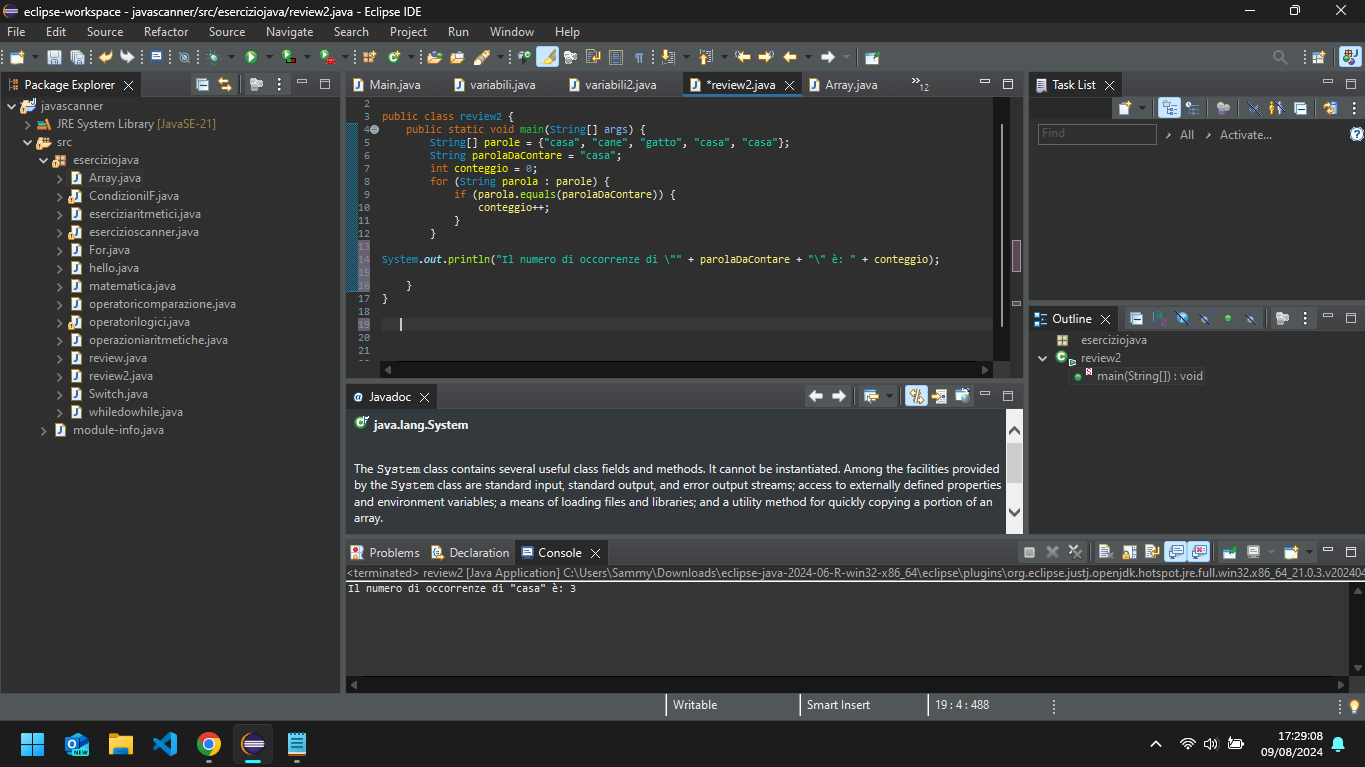 eclipse-workspace - javascanner/src/eserciziojava/review2.java - Eclipse IDE
File Edit Source Refactor Source Navigate Search Project Run Window Help
Package Explorer
javascanner
JRE System Library [JavaSE-21]
src
eserciziojava
Array.java
CondizioniIF.java
eserciziaritmetici.java
esercizioscanner.java
For.java
hello.java
matematica.java
operatoricomparazione.java
operatorilogici.java
operazioniaritmetiche.java
review.java
review2.java
Switch.java
whiledowhile.java
module-info.java
Main.java variabili.java variabili2.java *review2.java Array.java »12
2
3 public class review2 {
4 public static void main(String[] args) {
5 String[] parole = {"casa", "cane", "gatto", "casa", "casa"};
6 String parolaDaContare = "casa";
7 int conteggio = 0;
8 for (String parola : parole) {
9 if (parola.equals(parolaDaContare)) {
10 conteggio++;
11 }
12 }
13
14 System.out.println("Il numero di occorrenze di \"" + parolaDaContare + "\" è: " + conteggio);
15
16 }
17 }
18
19
20
21
Javadoc
java.lang.System
The System class contains several useful class fields and methods. It cannot be instantiated. Among the facilities provided
by the System class are standard input, standard output, and error output streams; access to externally defined properties
and environment variables; a means of loading files and libraries; and a utility method for quickly copying a portion of an
array.
Task List
Find All Activate...
Outline
eserciziojava
review2
main(String[]) : void
Problems Declaration Console
<terminated> review2 [Java Application] C:\Users\Sammy\Downloads\eclipse-java-2024-06-R-win32-x86_64\eclipse\plugins\org.eclipse.justj.openjdk.hotspot.jre.full.win32.x86_64_21.0.3.v202404
Il numero di occorrenze di "casa" è: 3
Writable Smart Insert 19 : 4 : 488
NEW
17:29:08
09/08/2024